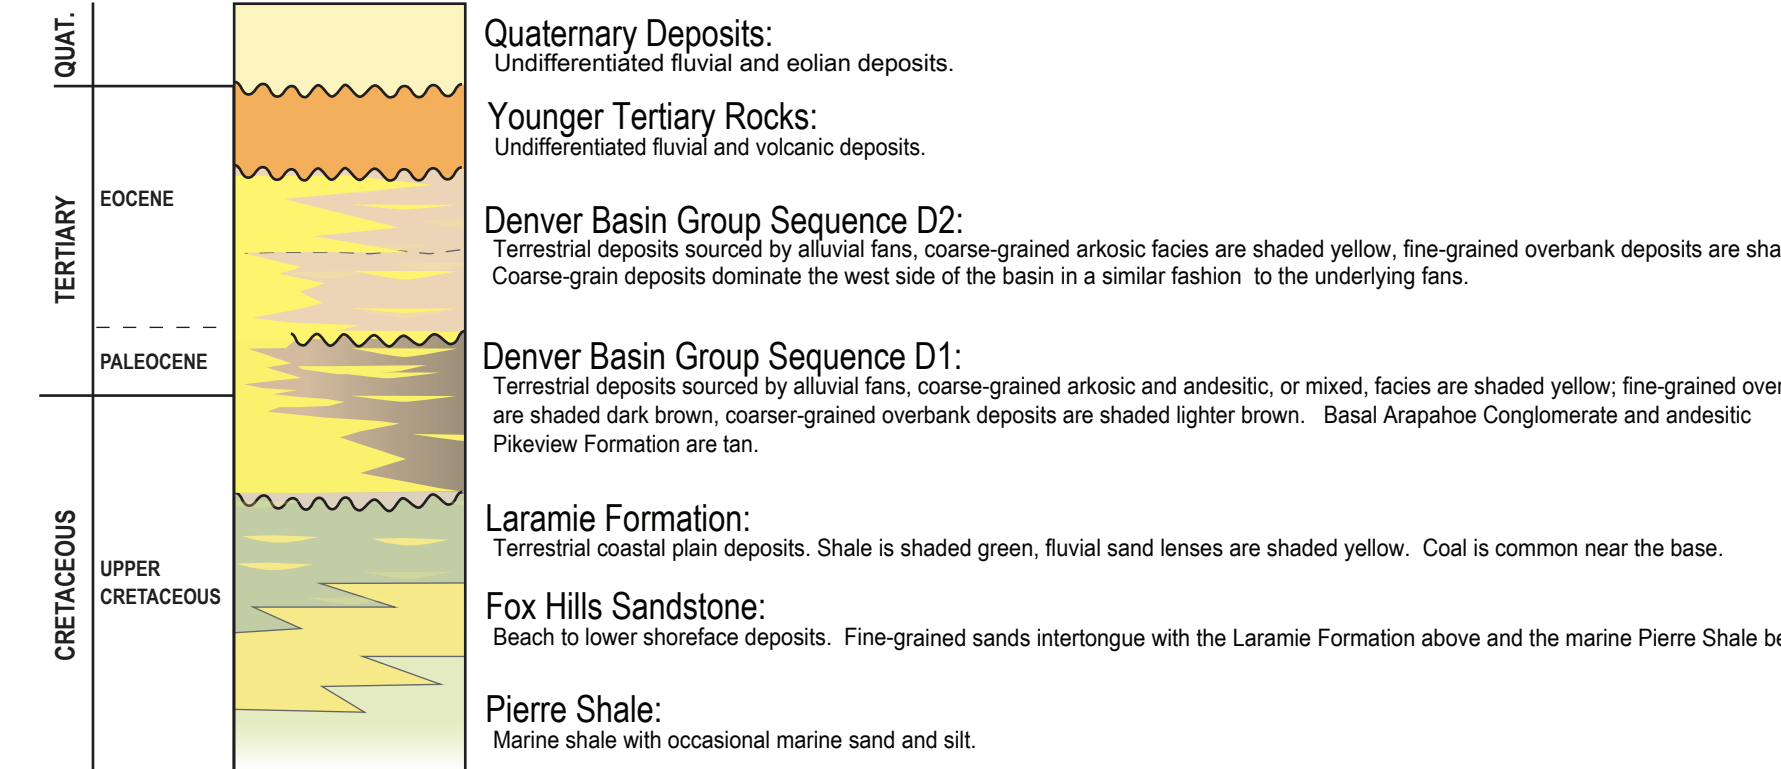 QUAT.
Quaternary Deposits:
Undifferentiated fluvial and eolian deposits.
Younger Tertiary Rocks:
Undifferentiated fluvial and volcanic deposits.
TERTIARY
EOCENE
Denver Basin Group Sequence D2:
Terrestrial deposits sourced by alluvial fans, coarse-grained arkosic facies are shaded yellow, fine-grained overbank deposits are sha
Coarse-grain deposits dominate the west side of the basin in a similar fashion to the underlying fans.
PALEOCENE
Denver Basin Group Sequence D1:
Terrestrial deposits sourced by alluvial fans, coarse-grained arkosic and andesitic, or mixed, facies are shaded yellow; fine-grained over
are shaded dark brown, coarser-grained overbank deposits are shaded lighter brown. Basal Arapahoe Conglomerate and andesitic
Pikeview Formation are tan.
CRETACEOUS
UPPER
CRETACEOUS
Laramie Formation:
Terrestrial coastal plain deposits. Shale is shaded green, fluvial sand lenses are shaded yellow. Coal is common near the base.
Fox Hills Sandstone:
Beach to lower shoreface deposits. Fine-grained sands intertongue with the Laramie Formation above and the marine Pierre Shale be
Pierre Shale:
Marine shale with occasional marine sand and silt.